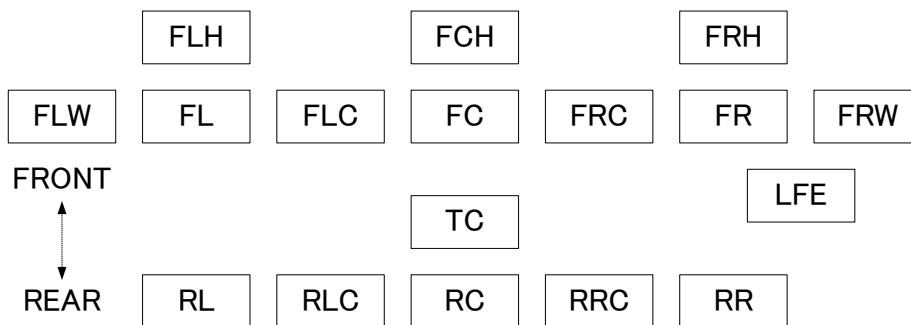 FLH FCH FRH
FLW FL FLC FC FRC FR FRW
FRONT
LFE
TC
REAR RL RLC RC RRC RR